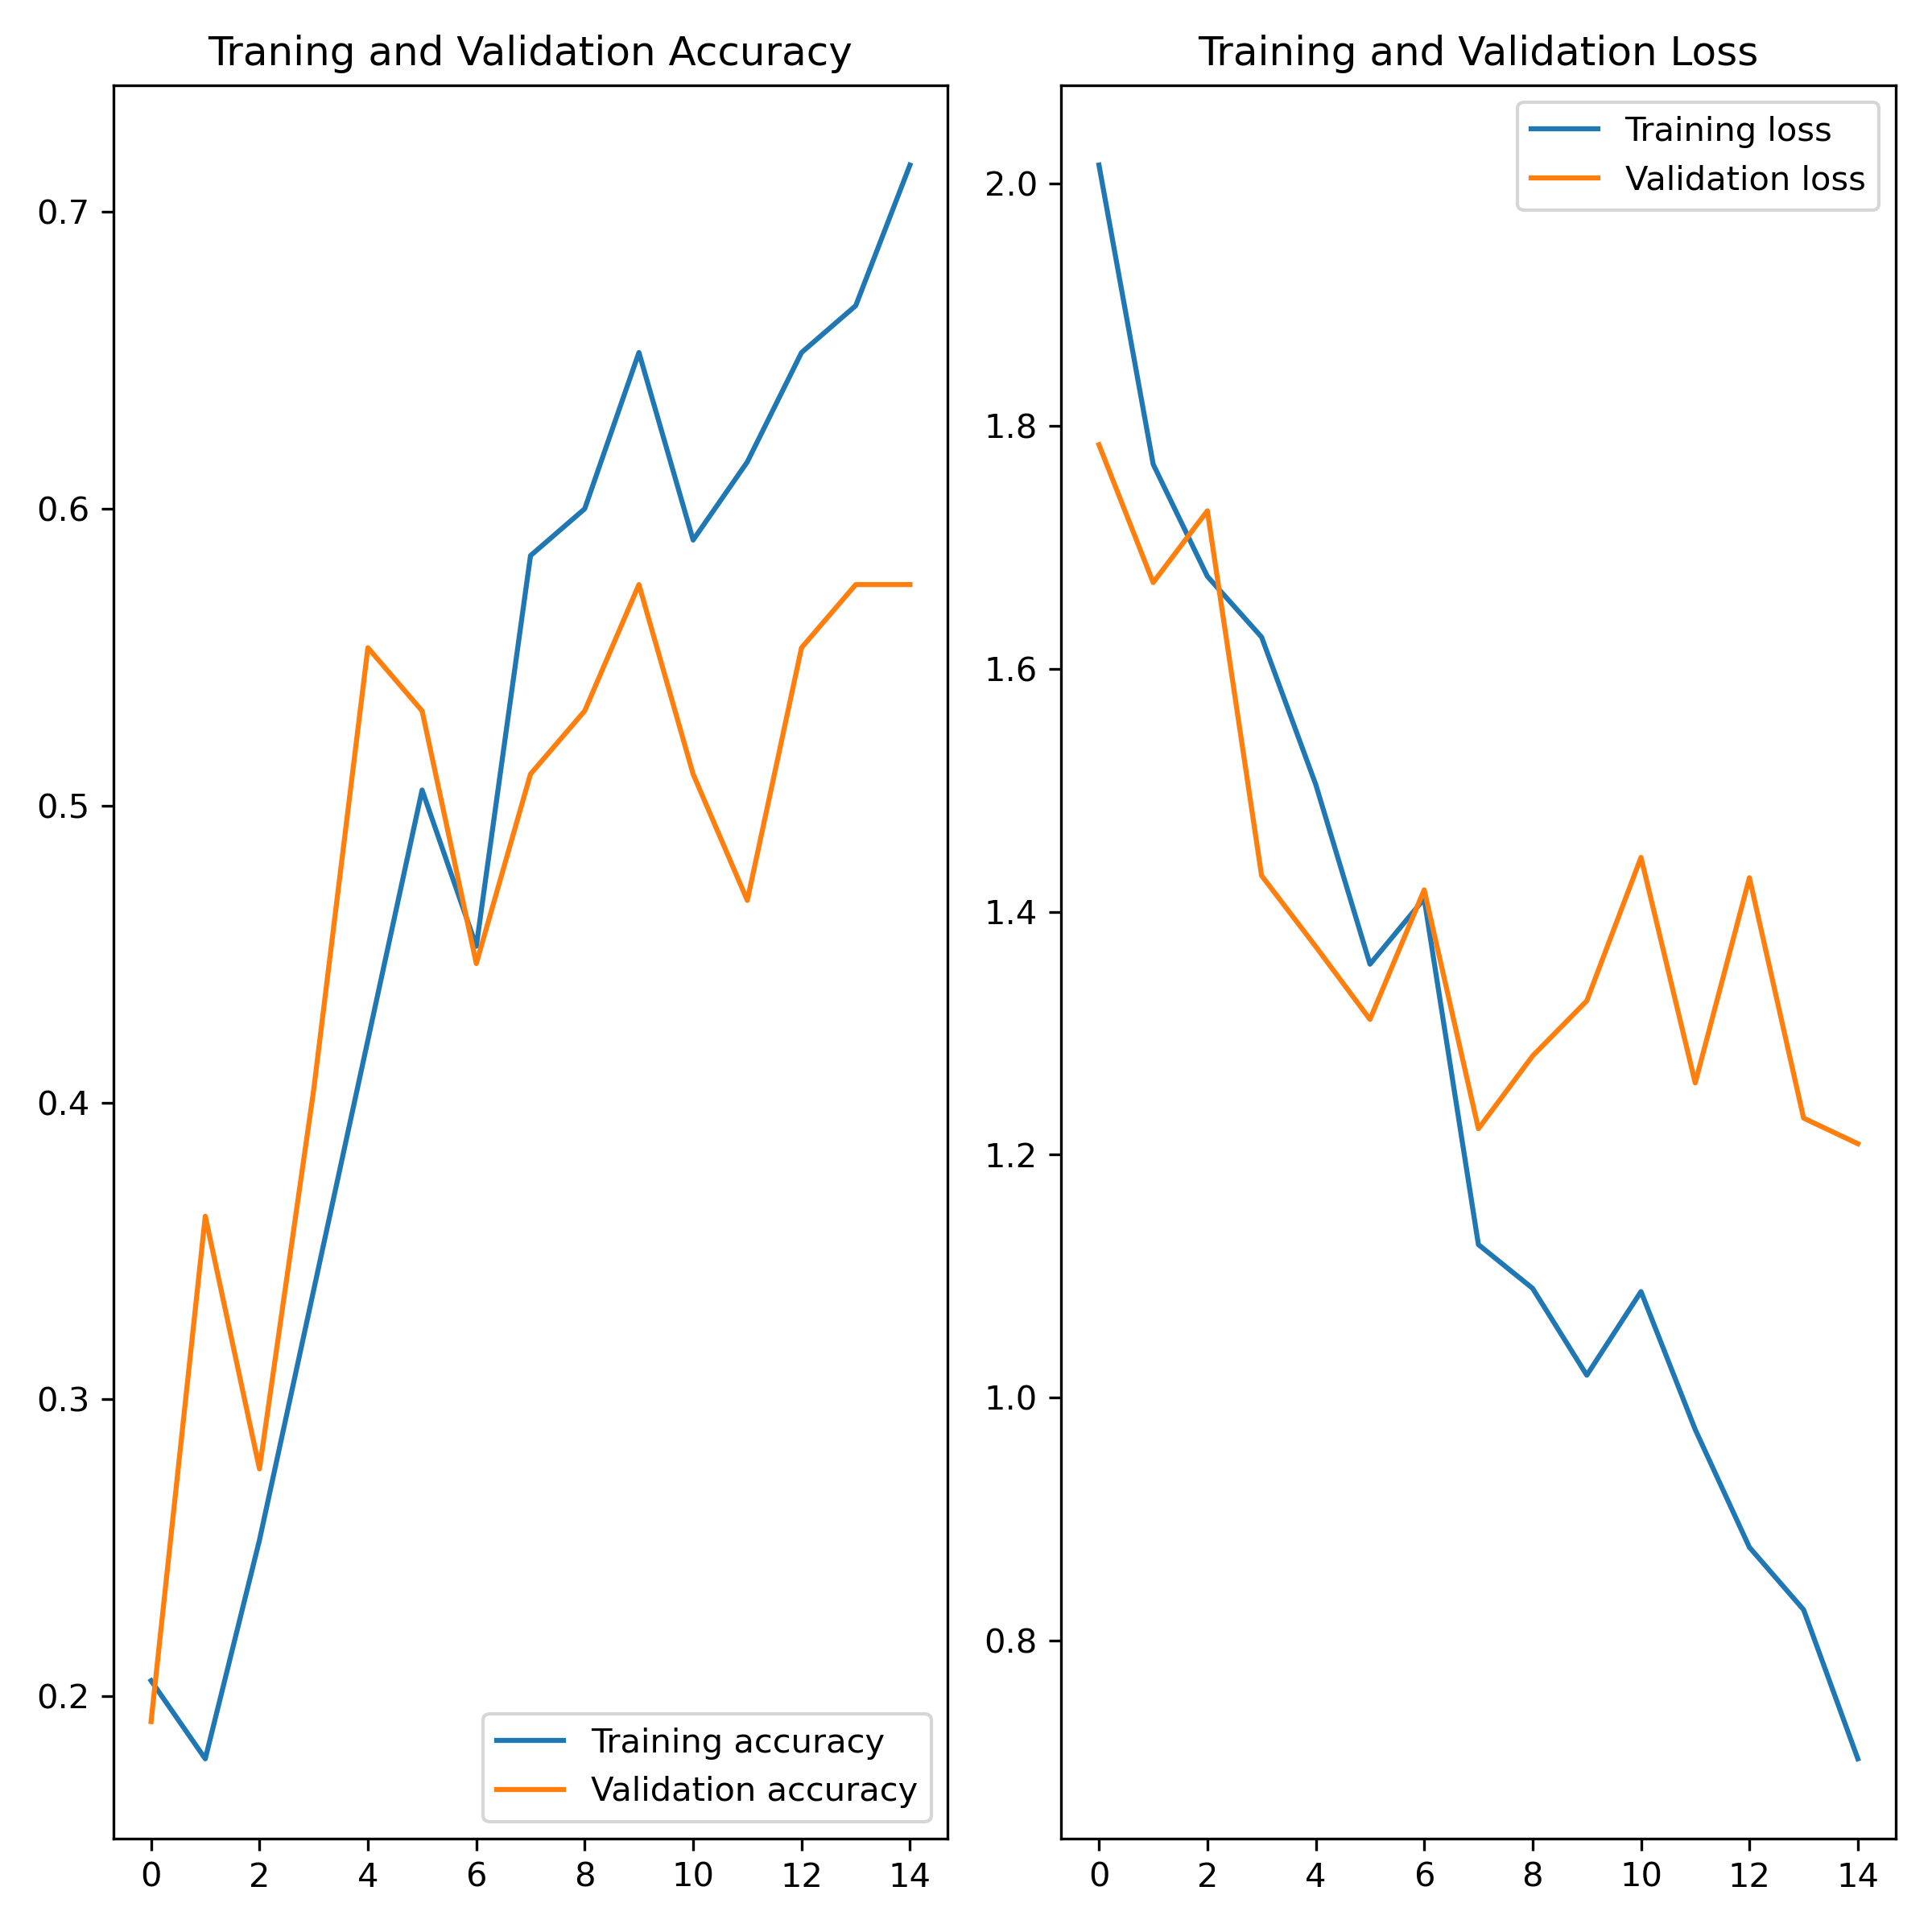 Traning and Validation Accuracy
0.7
0.6
0.5
0.4
0.3
0.2
Training accuracy
Validation accuracy
0 2 4 6 8 10 12 14
Training and Validation Loss
Training loss
Validation loss
2.0
1.8
1.6
1.4
1.2
1.0
0.8
0 2 4 6 8 10 12 14